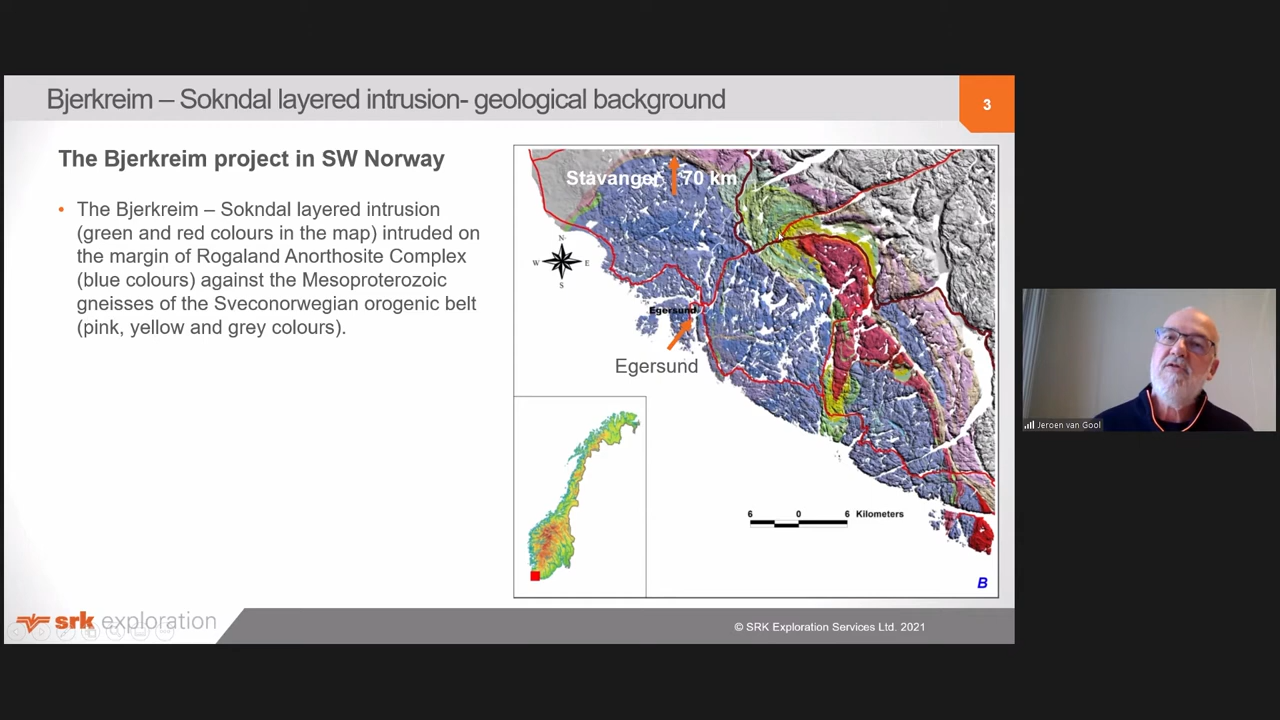 Bjerkreim – Sokndal layered intrusion- geological background
3
The Bjerkreim project in SW Norway
• The Bjerkreim – Sokndal layered intrusion
(green and red colours in the map) intruded on
the margin of Rogaland Anorthosite Complex
(blue colours) against the Mesoproterozoic
gneisses of the Sveconorwegian orogenic belt
(pink, yellow and grey colours).
Stavanger 70 km
N
W E
S
Egersund
Egersund
6 0 6 Kilometers
B
srk exploration
© SRK Exploration Services Ltd. 2021
Jeroen van Gool